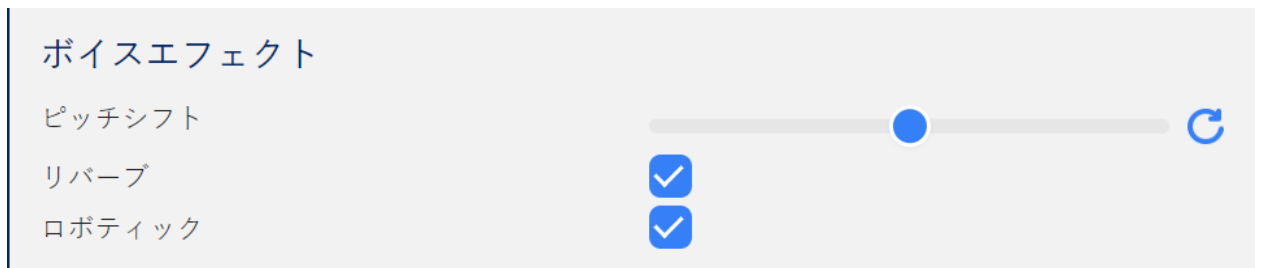 ボイスエフェクト
ピッチシフト
リバーブ
ロボティック